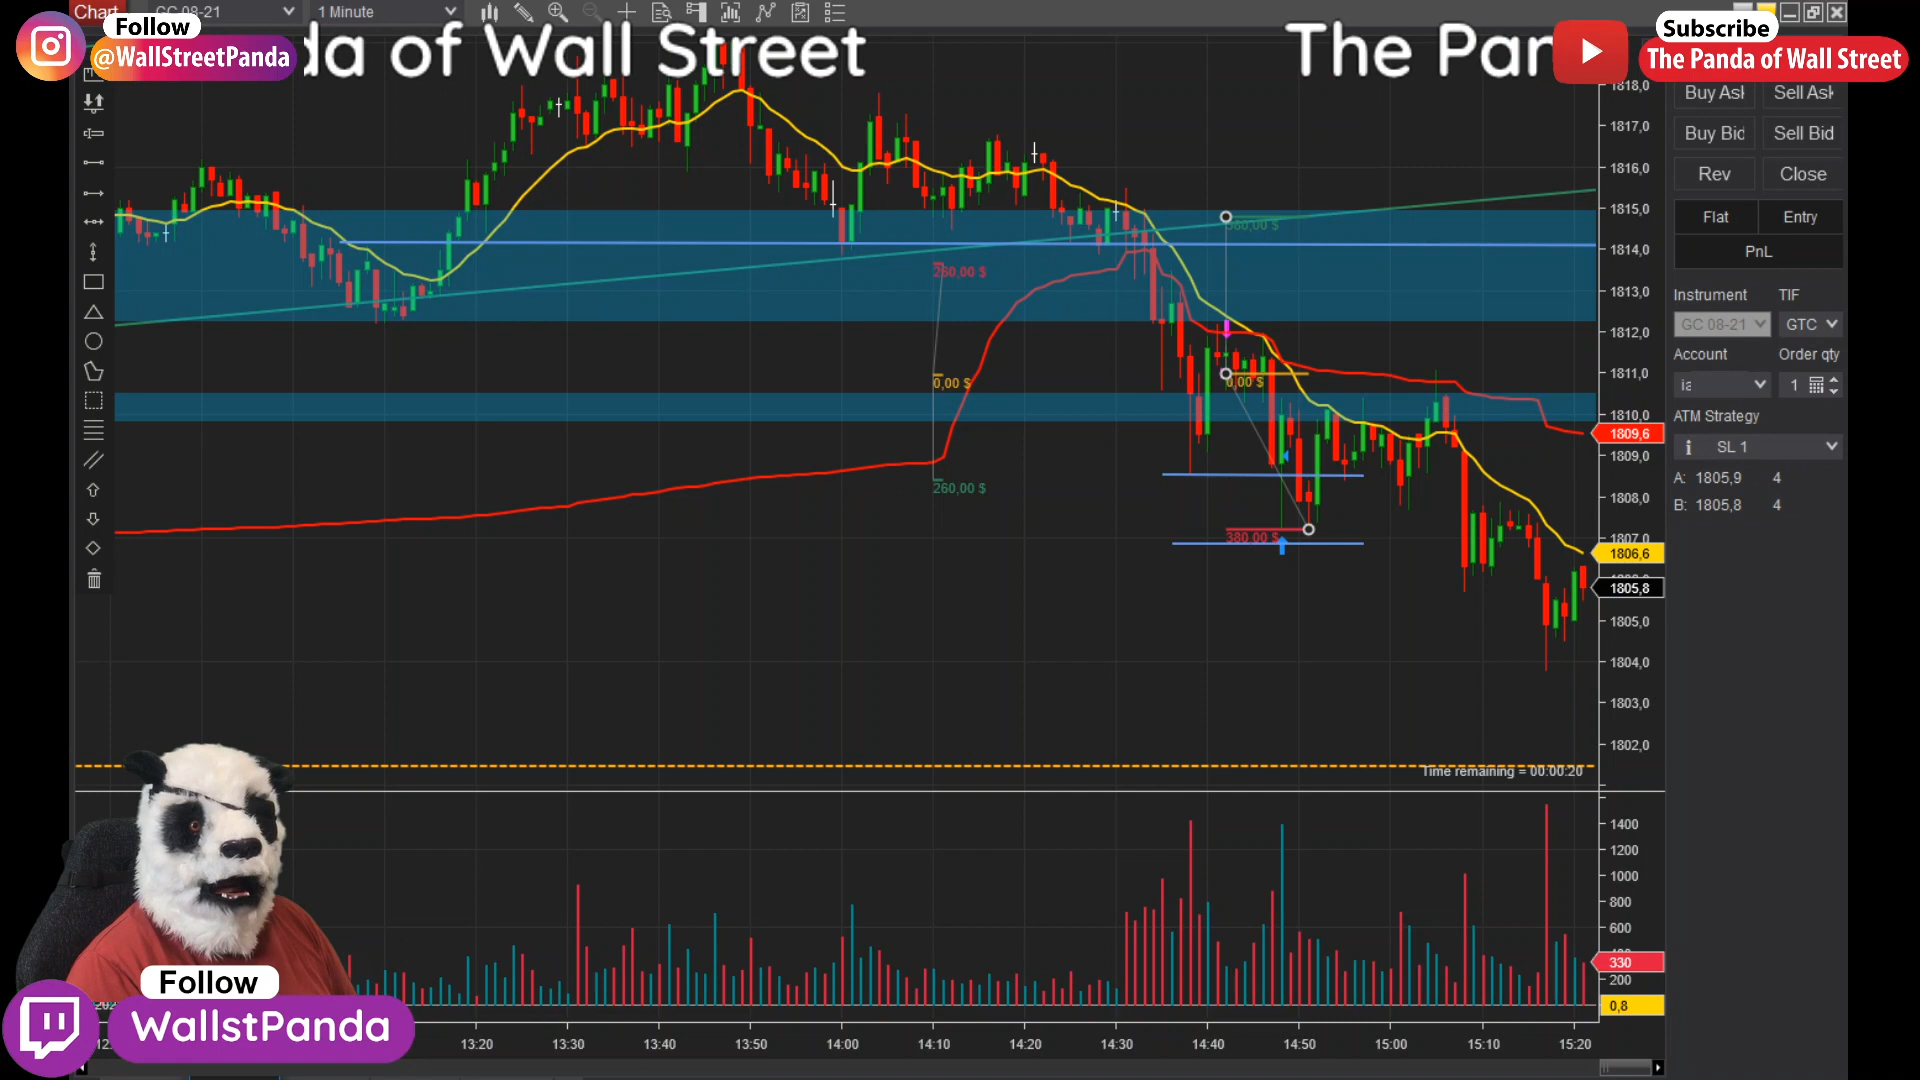 Chart
GC 08-21
1 Minute
Follow
@WallStreetPanda
da of Wall Street
The Pan
Subscribe
The Panda of Wall Street
Buy Ask
Sell Ask
Buy Bid
Sell Bid
Rev
Close
Flat
Entry
PnL
Instrument
TIF
GC 08-21
GTC
Account
Order qty
1
ATM Strategy
SL 1
A: 1805,9
4
B: 1805,8
4
1818,0
1817,0
1816,0
1815,0
1814,0
1813,0
1812,0
1811,0
1810,0
1809,6
1809,0
1808,0
1807,0
1806,6
1805,8
1805,0
1804,0
1803,0
1802,0
380,00 $
260,00 $
0,00 $
0,00 $
260,00 $
380,00 $
Time remaining = 00:00:20
1400
1200
1000
800
600
330
200
0,8
Follow
WallstPanda
13:20
13:30
13:40
13:50
14:00
14:10
14:20
14:30
14:40
14:50
15:00
15:10
15:20